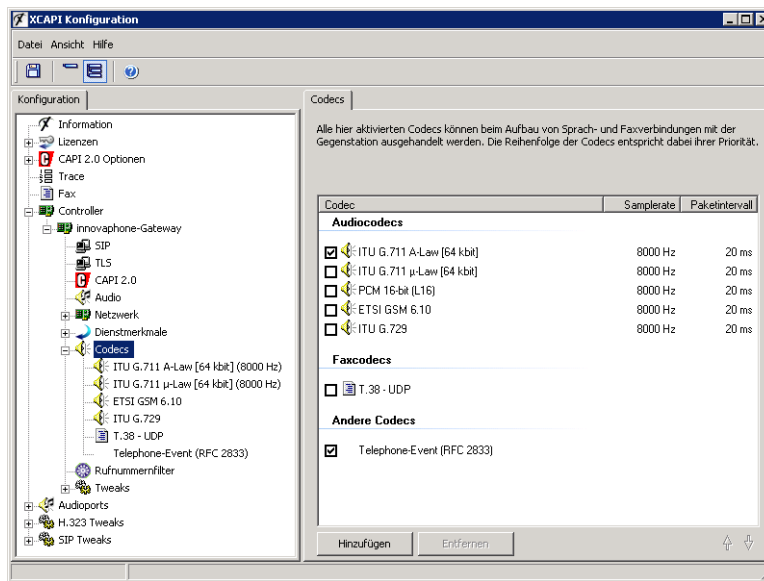 XCAPI Konfiguration
Datei Ansicht Hilfe
Konfiguration
Information
Lizenzen
CAPI 2.0 Optionen
Trace
Fax
Controller
innovaphone-Gateway
SIP
TLS
CAPI 2.0
Audio
Netzwerk
Dienstmerkmale
Codecs
ITU G.711 A-Law [64 kbit] (8000 Hz)
ITU G.711 µ-Law [64 kbit] (8000 Hz)
ETSI GSM 6.10
ITU G.729
T.38 - UDP
Telephone-Event (RFC 2833)
Rufnummernfilter
Tweaks
Audioports
H.323 Tweaks
SIP Tweaks
Codecs
Alle hier aktivierten Codecs können beim Aufbau von Sprach- und Faxverbindungen mit der
Gegenstation ausgehandelt werden. Die Reihenfolge der Codecs entspricht dabei ihrer Priorität.
Codec Samplerate Paketintervall
Audiocodecs
ITU G.711 A-Law [64 kbit] 8000 Hz 20 ms
ITU G.711 µ-Law [64 kbit] 8000 Hz 20 ms
PCM 16-bit (L16) 8000 Hz 20 ms
ETSI GSM 6.10 8000 Hz 20 ms
ITU G.729 8000 Hz 20 ms
Faxcodecs
T.38 - UDP
Andere Codecs
Telephone-Event (RFC 2833)
Hinzufügen Entfernen